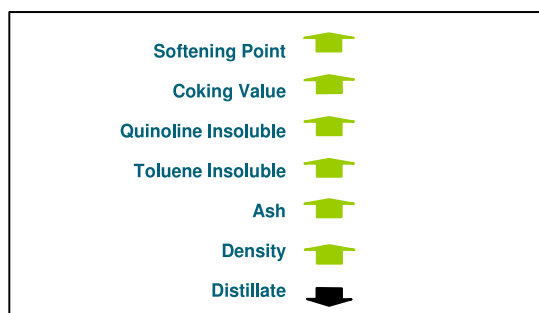 Softening Point
Coking Value
Quinoline Insoluble
Toluene Insoluble
Ash
Density
Distillate